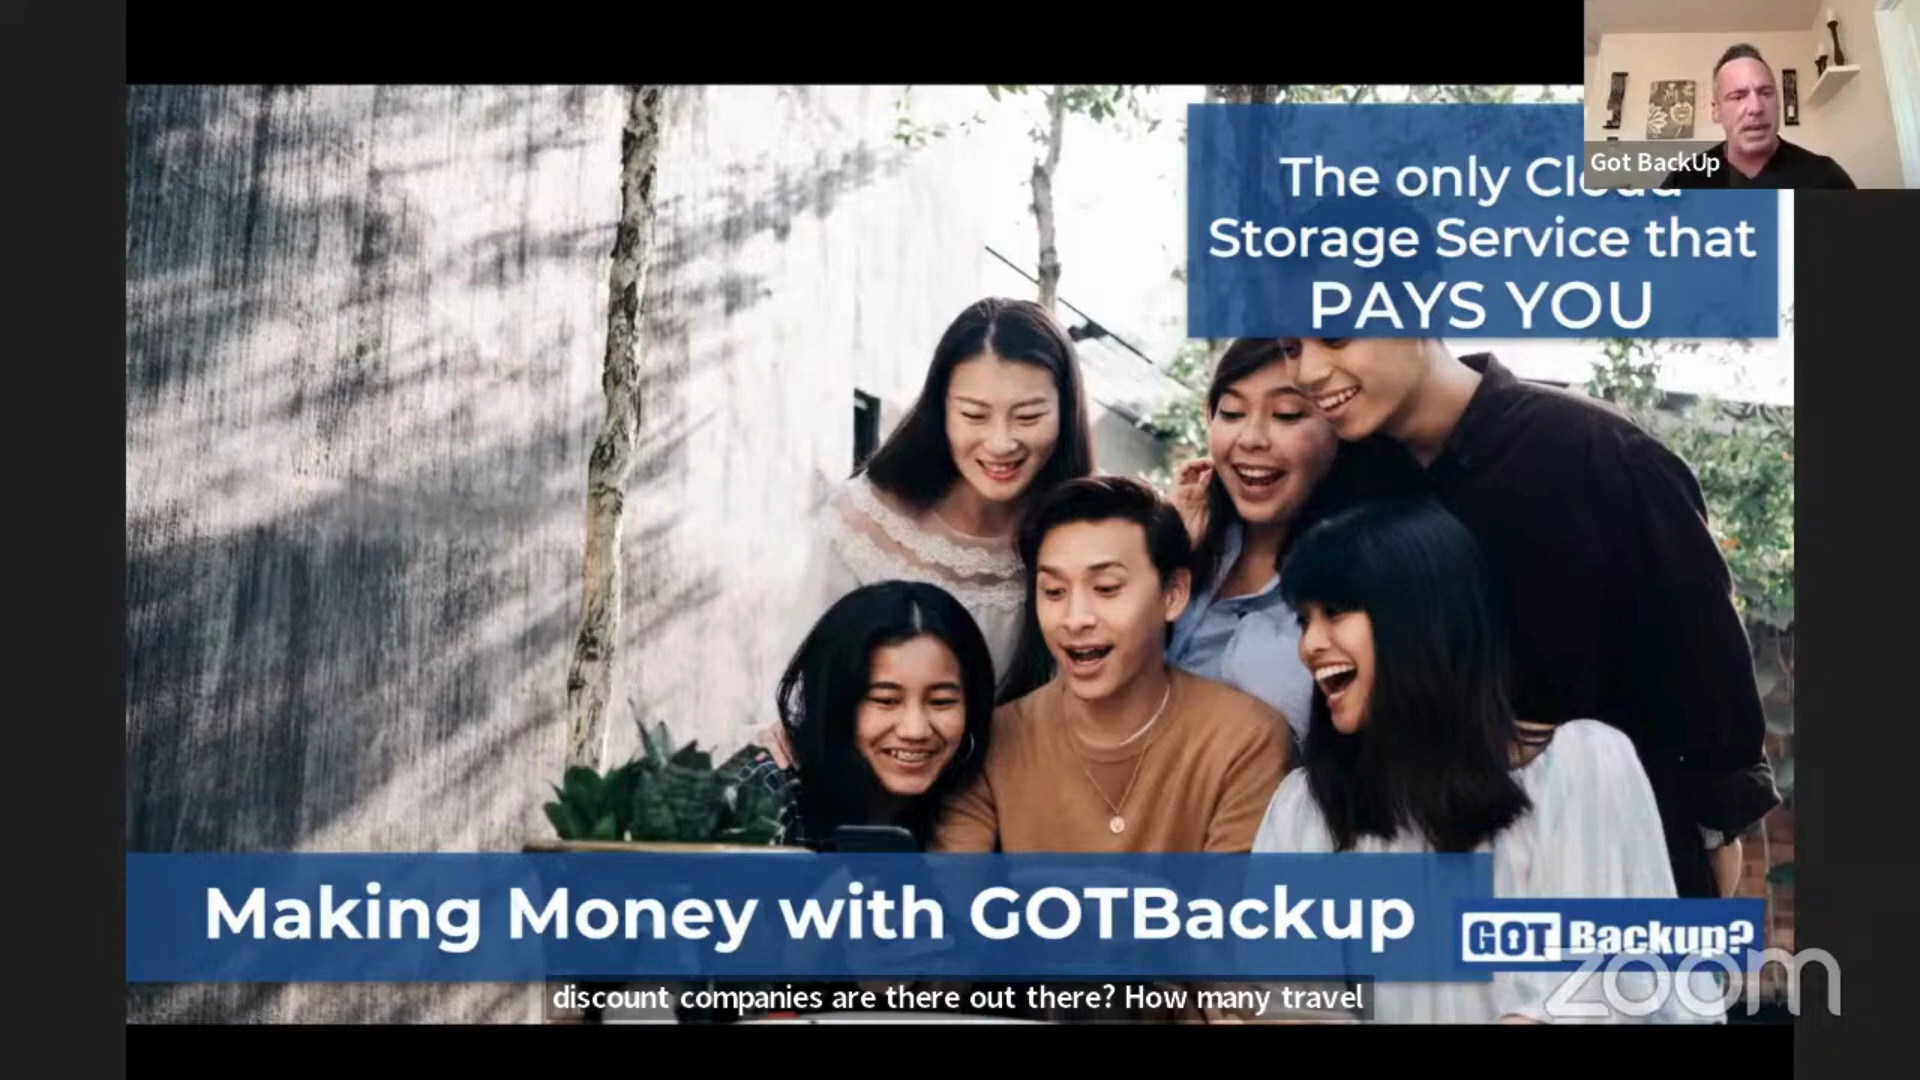 Got BackUp
The only Cloud
Storage Service that
PAYS YOU
Making Money with GOTBackup
GOT Backup?
zoom
discount companies are there out there? How many travel